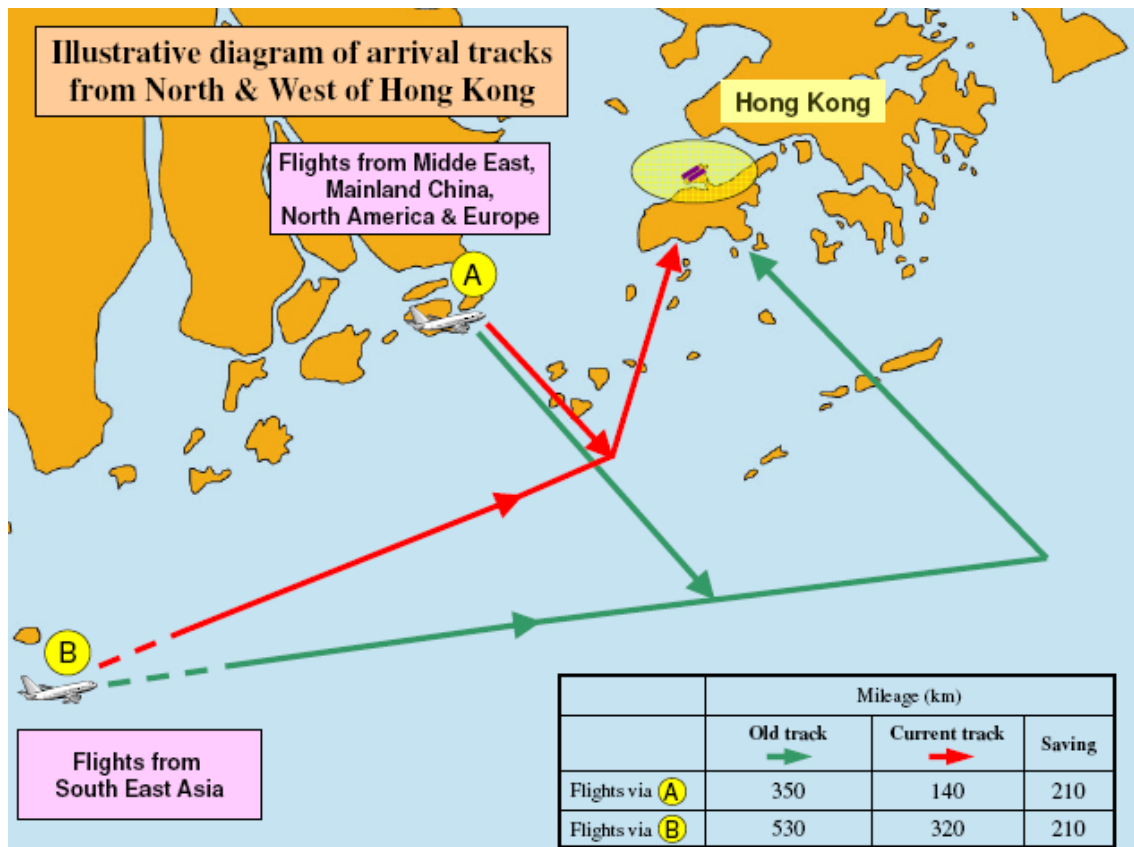 Illustrative diagram of arrival tracks
from North & West of Hong Kong
Hong Kong
Flights from Midde East,
Mainland China,
North America & Europe
A
B
Flights from
South East Asia
Mileage (km)
Old track Current track Saving
Flights via A 350 140 210
Flights via B 530 320 210